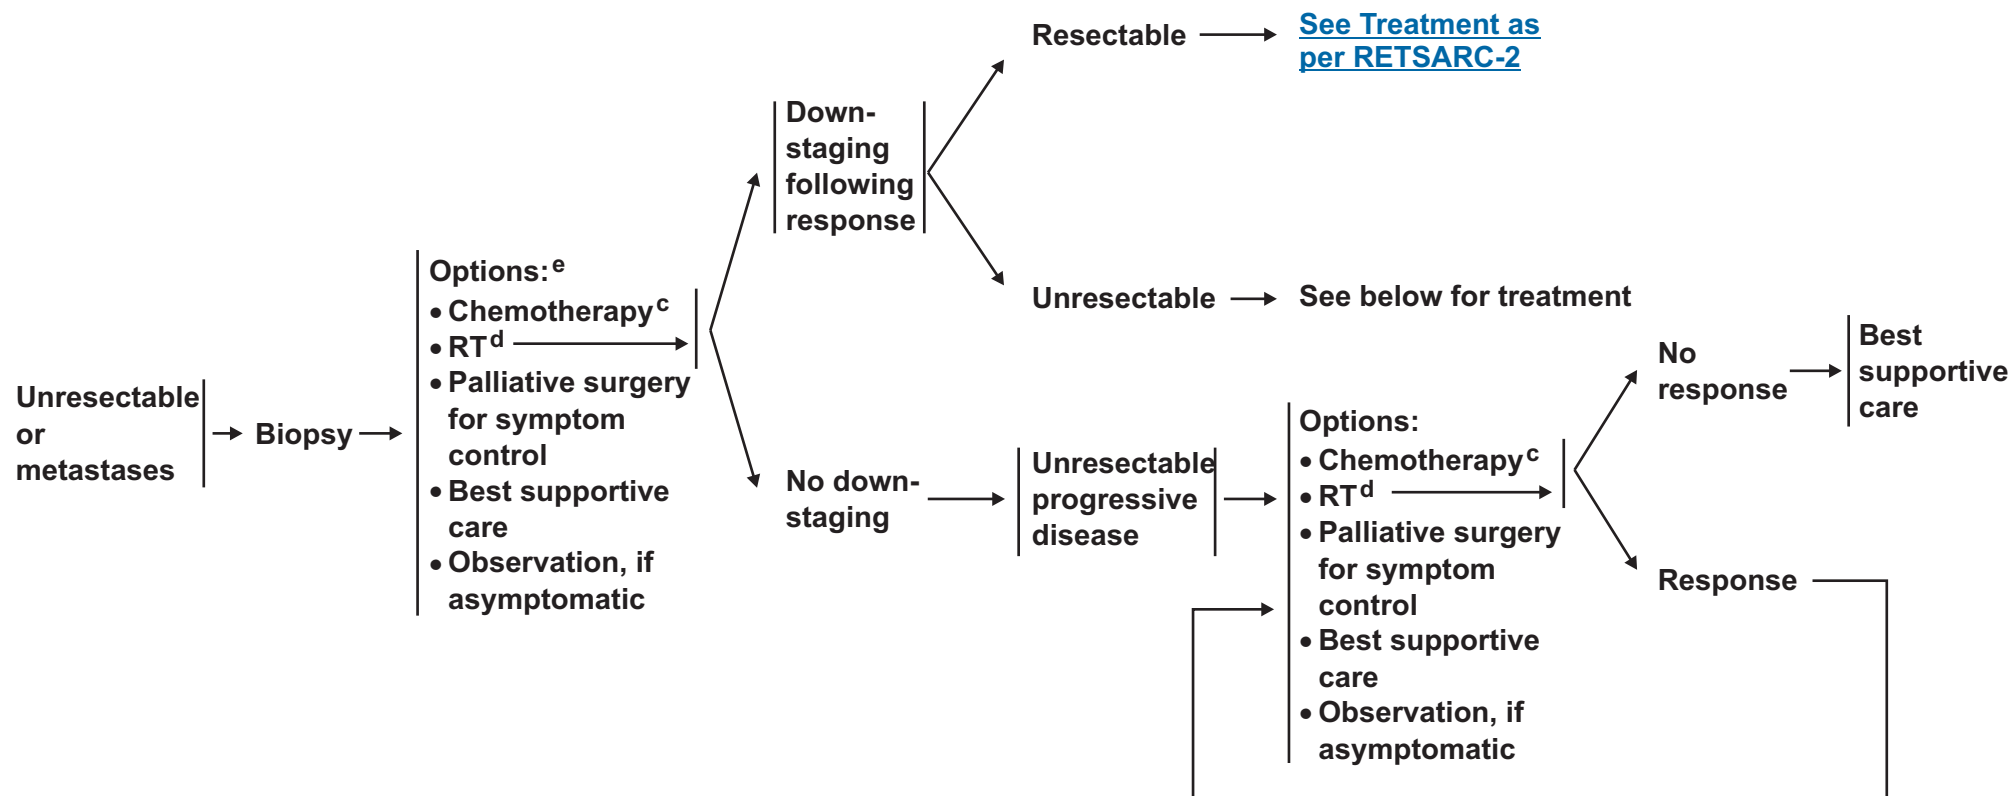 Unresectable
or
metastases
Biopsy
Options:e
• Chemotherapyc
• RTd
• Palliative surgery
for symptom
control
• Best supportive
care
• Observation, if
asymptomatic
Down-
staging
following
response
Resectable
See Treatment as
per RETSARC-2
Unresectable
See below for treatment
No down-
staging
Unresectable
progressive
disease
Options:
• Chemotherapyc
• RTd
• Palliative surgery
for symptom
control
• Best supportive
care
• Observation, if
asymptomatic
No
response
Best
supportive
care
Response